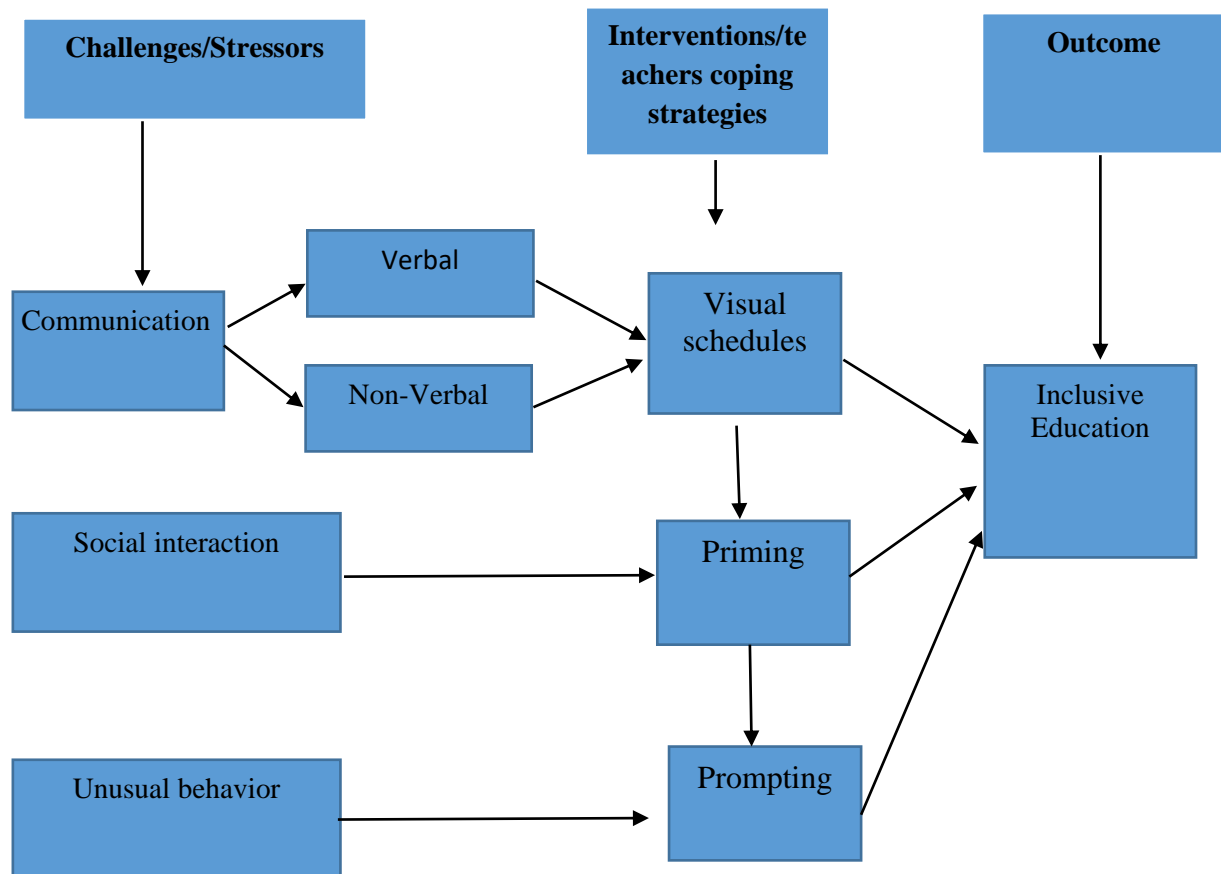 Challenges/Stressors
Interventions/te
achers coping
strategies
Outcome
Communication
Verbal
Non-Verbal
Visual
schedules
Inclusive
Education
Social interaction
Priming
Unusual behavior
Prompting